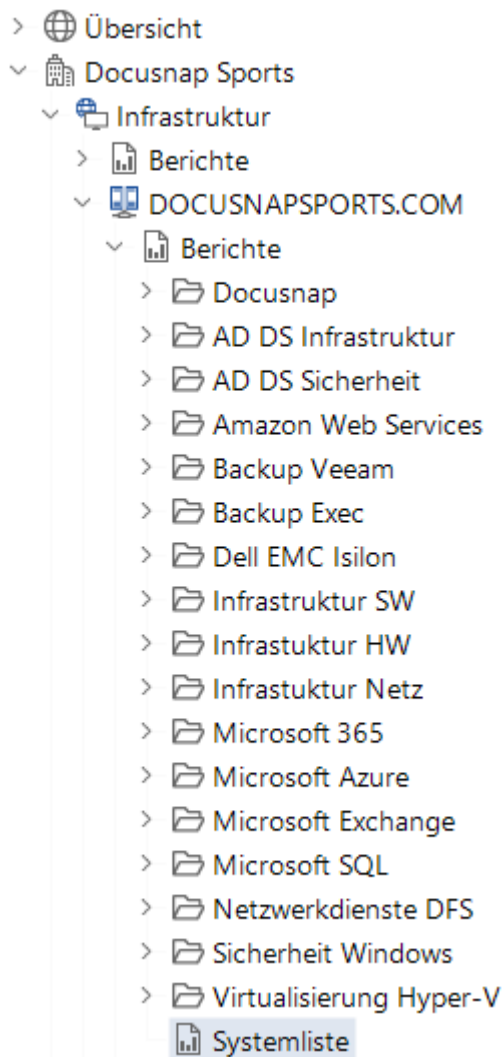 Übersicht
Docusnap Sports
Infrastruktur
Berichte
DOCUSNAPSPORTS.COM
Berichte
Docusnap
AD DS Infrastruktur
AD DS Sicherheit
Amazon Web Services
Backup Veeam
Backup Exec
Dell EMC Isilon
Infrastruktur SW
Infrastuktur HW
Infrastuktur Netz
Microsoft 365
Microsoft Azure
Microsoft Exchange
Microsoft SQL
Netzwerkdienste DFS
Sicherheit Windows
Virtualisierung Hyper-V
Systemliste